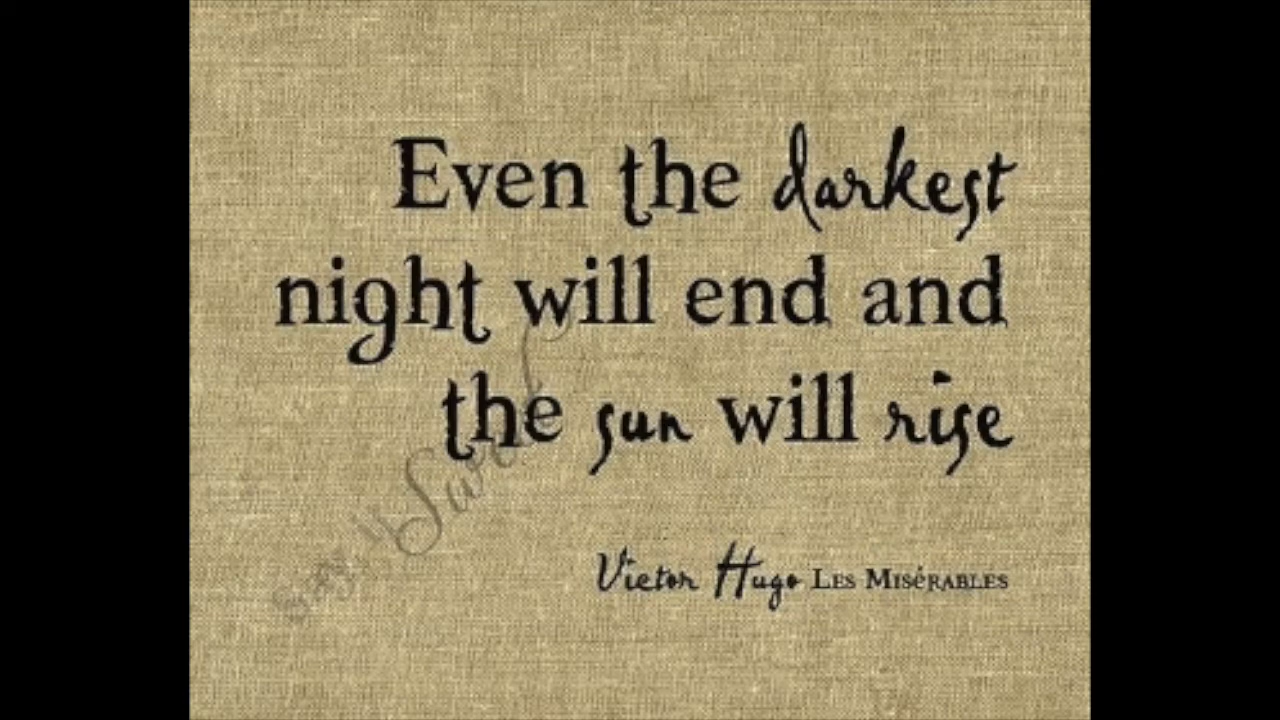 Even the darkest
night will end and
the sun will rise
Victor Hugo LES MISÉRABLES